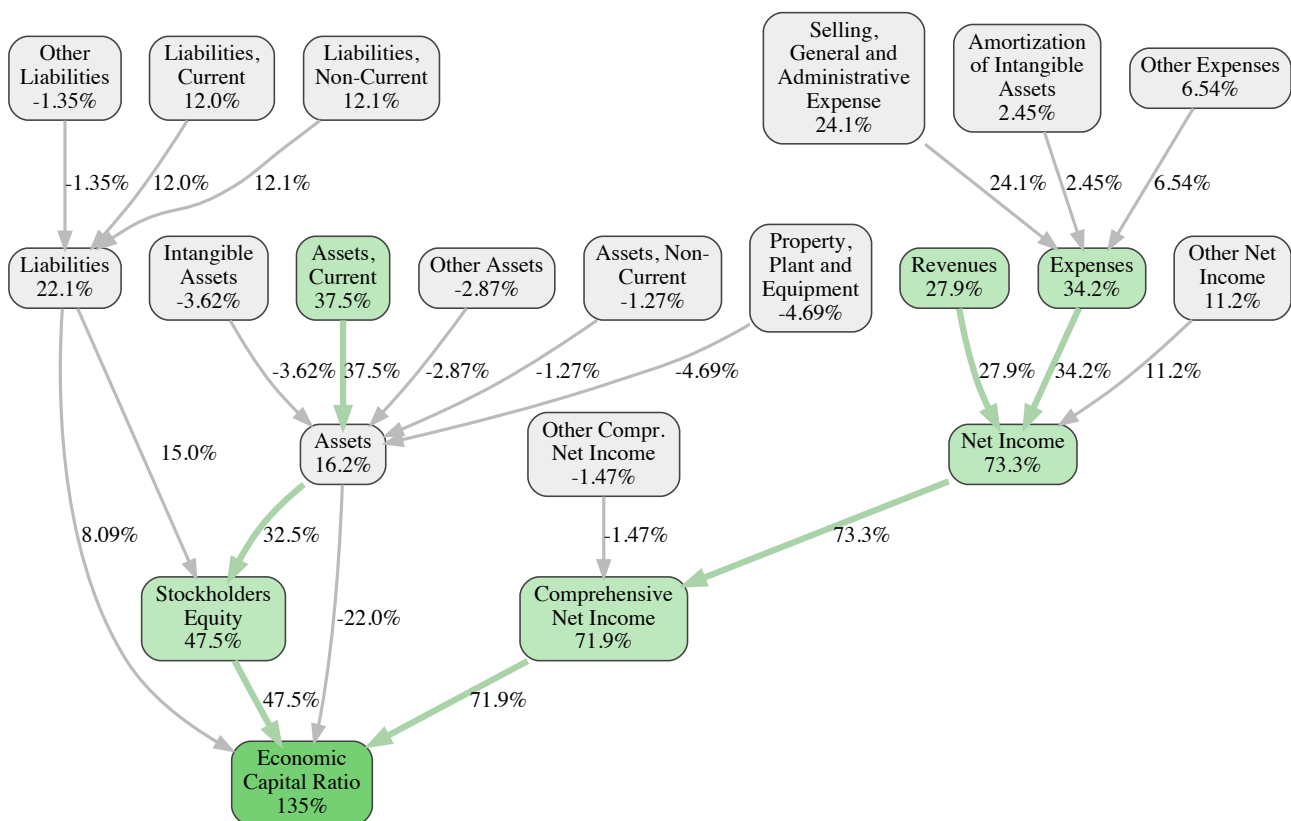 Other
Liabilities
-1.35%
Liabilities,
Current
12.0%
Liabilities,
Non-Current
12.1%
Selling,
General and
Administrative
Expense
24.1%
Amortization
of Intangible
Assets
2.45%
Other Expenses
6.54%
-1.35%
12.0%
12.1%
24.1%
2.45%
6.54%
Liabilities
22.1%
Intangible
Assets
-3.62%
Assets,
Current
37.5%
Other Assets
-2.87%
Assets, Non-
Current
-1.27%
Property,
Plant and
Equipment
-4.69%
Revenues
27.9%
Expenses
34.2%
Other Net
Income
11.2%
-3.62%
37.5%
-2.87%
-1.27%
-4.69%
27.9%
34.2%
11.2%
15.0%
Assets
16.2%
Other Compr.
Net Income
-1.47%
Net Income
73.3%
8.09%
32.5%
-1.47%
73.3%
Stockholders
Equity
47.5%
-22.0%
Comprehensive
Net Income
71.9%
47.5%
71.9%
Economic
Capital Ratio
135%